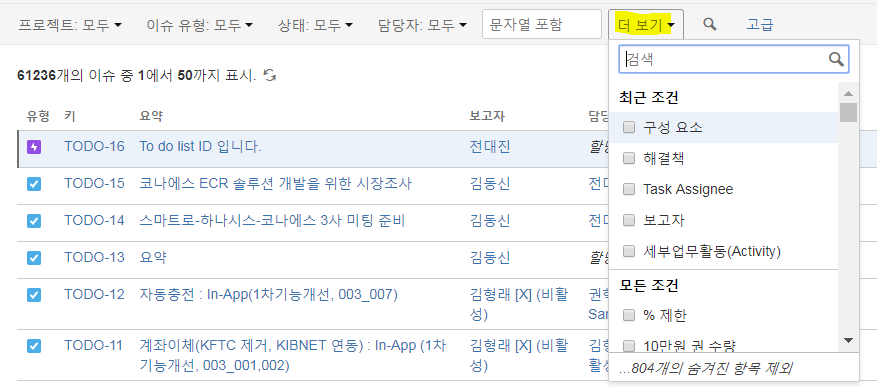 프로젝트: 모두 이슈 유형: 모두 상태: 모두 담당자: 모두 문자열 포함 더 보기 고급
61236개의 이슈 중 1에서 50까지 표시.
유형 키 요약 보고자 담당
TODO-16 To do list ID 입니다. 전대진 할당
TODO-15 코나에스 ECR 솔루션 개발을 위한 시장조사 김동신 전대
TODO-14 스마트로-하나시스-코나에스 3사 미팅 준비 김동신 전대
TODO-13 요약 김동신 할당
TODO-12 자동충전 : In-App(1차기능개선, 003_007) 김형래 [X] (비활
성) 권혁
San
TODO-11 계좌이체(KFTC 제거, KIBNET 연동) : In-App (1차
기능개선, 003_001,002) 김형래 [X] (비활
성)
검색
최근 조건
구성 요소
해결책
Task Assignee
보고자
세부업무활동(Activity)
모든 조건
% 제한
10만원 권 수량
...804개의 숨겨진 항목 제외